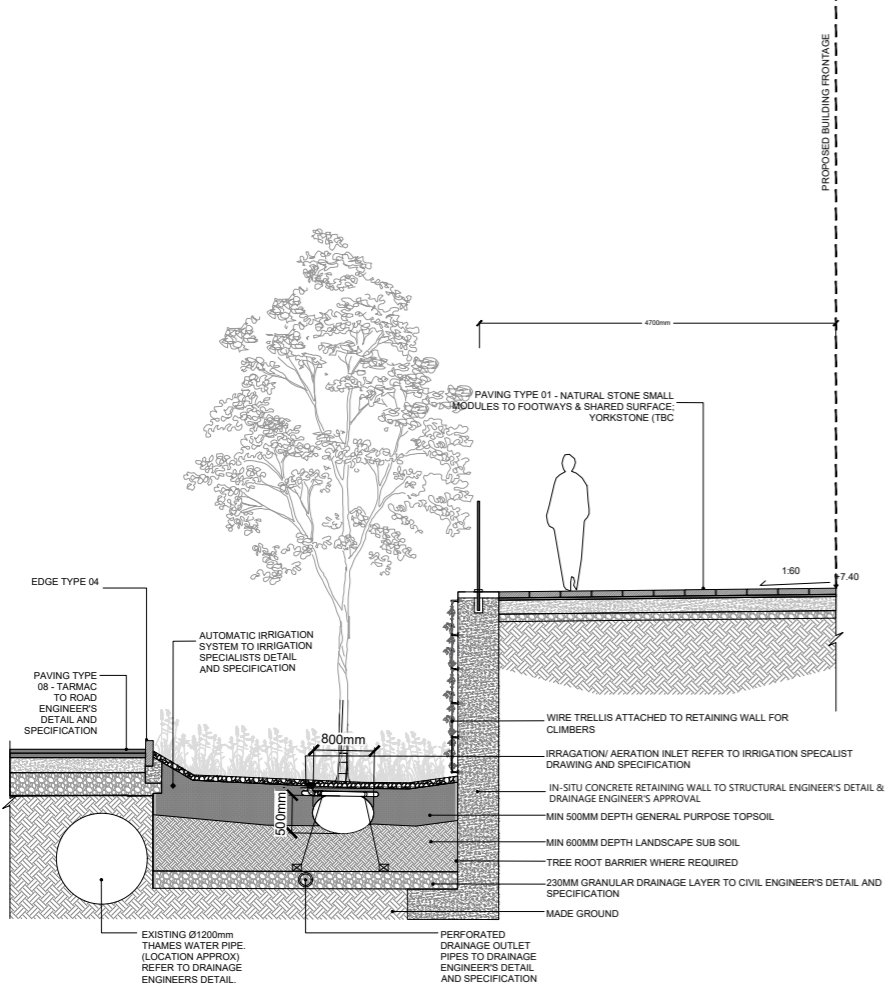 PROPOSED BUILDING FRONTAGE
4700mm
PAVING TYPE 01 - NATURAL STONE SMALL
MODULES TO FOOTWAYS & SHARED SURFACE;
YORKSTONE (TBC
1:60
+7.40
EDGE TYPE 04
AUTOMATIC IRRIGATION
SYSTEM TO IRRIGATION
SPECIALISTS DETAIL
AND SPECIFICATION
PAVING TYPE
08 - TARMAC
TO ROAD
ENGINEER'S
DETAIL AND
SPECIFICATION
800mm
500mm
WIRE TRELLIS ATTACHED TO RETAINING WALL FOR
CLIMBERS
IRRAGATION/ AERATION INLET REFER TO IRRIGATION SPECALIST
DRAWING AND SPECIFICATION
IN-SITU CONCRETE RETAINING WALL TO STRUCTURAL ENGINEER'S DETAIL &
DRAINAGE ENGINEER'S APPROVAL
MIN 500MM DEPTH GENERAL PURPOSE TOPSOIL
MIN 600MM DEPTH LANDSCAPE SUB SOIL
TREE ROOT BARRIER WHERE REQUIRED
230MM GRANULAR DRAINAGE LAYER TO CIVIL ENGINEER'S DETAIL AND
SPECIFICATION
MADE GROUND
EXISTING Ø1200mm
THAMES WATER PIPE.
(LOCATION APPROX)
REFER TO DRAINAGE
ENGINEERS DETAIL.
PERFORATED
DRAINAGE OUTLET
PIPES TO DRAINAGE
ENGINEER'S DETAIL
AND SPECIFICATION